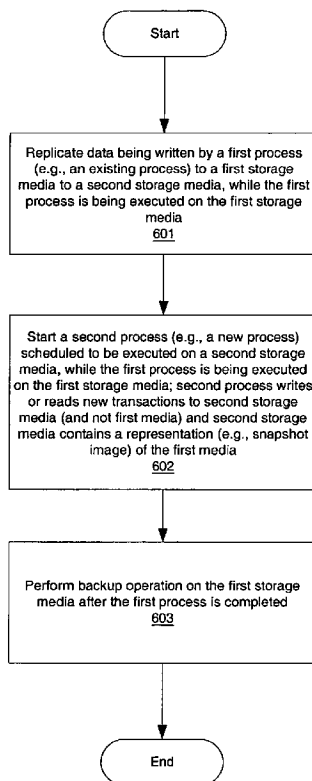 Start
Replicate data being written by a first process
(e.g., an existing process) to a first storage
media to a second storage media, while the first
process is being executed on the first storage
media
601
Start a second process (e.g., a new process)
scheduled to be executed on a second storage
media, while the first process is being executed
on the first storage media; second process writes
or reads new transactions to second storage
media (and not first media) and second storage
media contains a representation (e.g., snapshot
image) of the first media
602
Perform backup operation on the first storage
media after the first process is completed
603
End